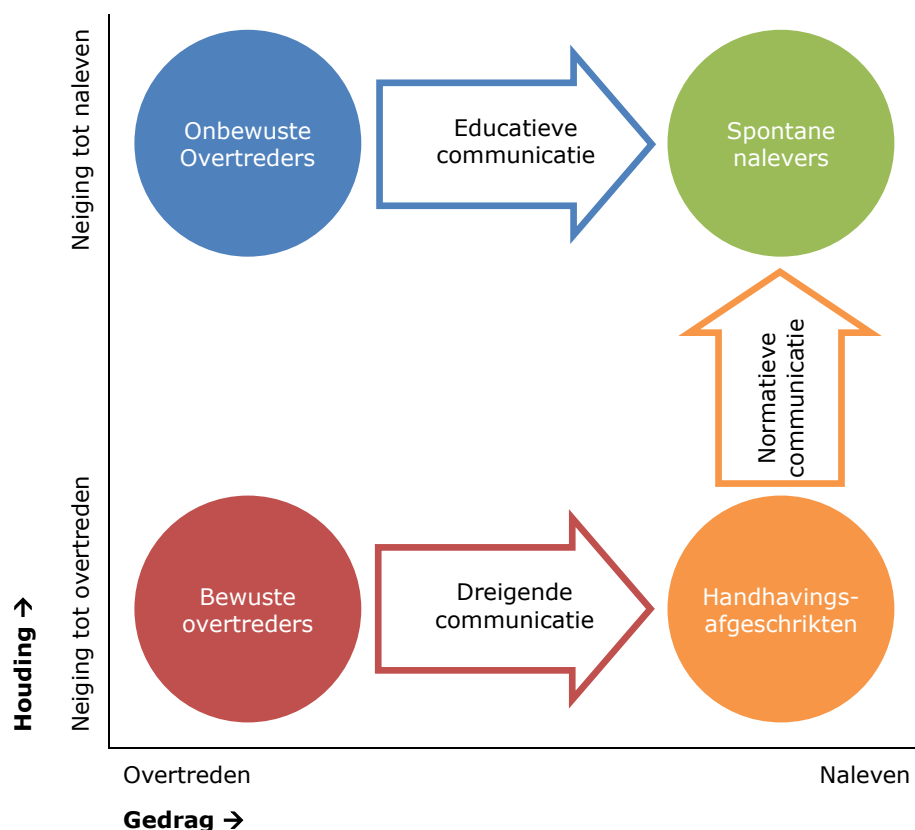 Neiging tot naleven
Onbewuste
Overtreders
Educatieve
communicatie
Spontane
nalevers
Normatieve
communicatie
Houding →
Neiging tot overtreden
Bewuste
overtreders
Dreigende
communicatie
Handhavings-
afgeschrikten
Overtreden
Naleven
Gedrag →